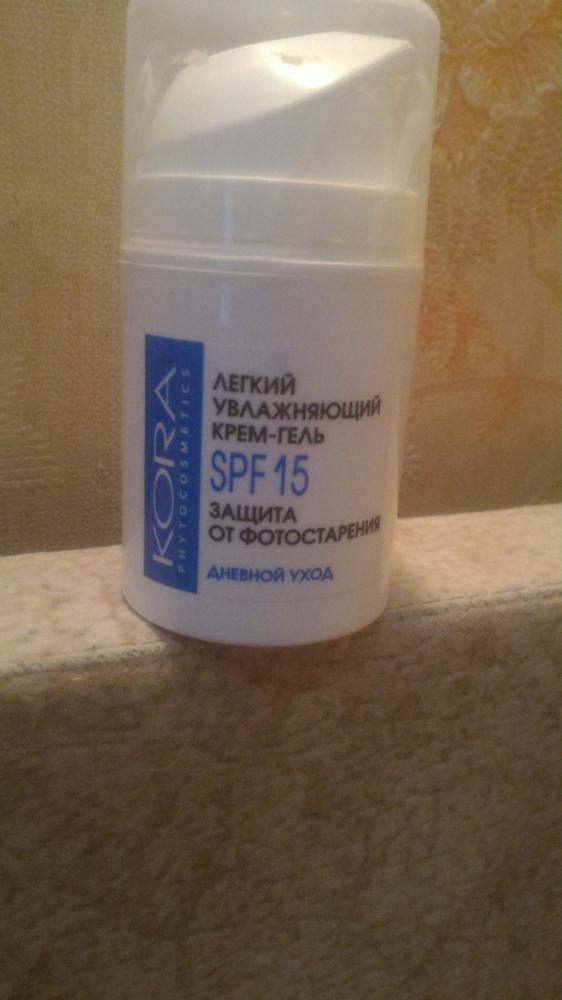 KORA
PHYTOCOSMETICS
ЛЕГКИЙ
УВЛАЖНЯЮЩИЙ
КРЕМ-ГЕЛЬ
SPF 15
ЗАЩИТА
ОТ ФОТОСТАРЕНИЯ
ДНЕВНОЙ УХОД